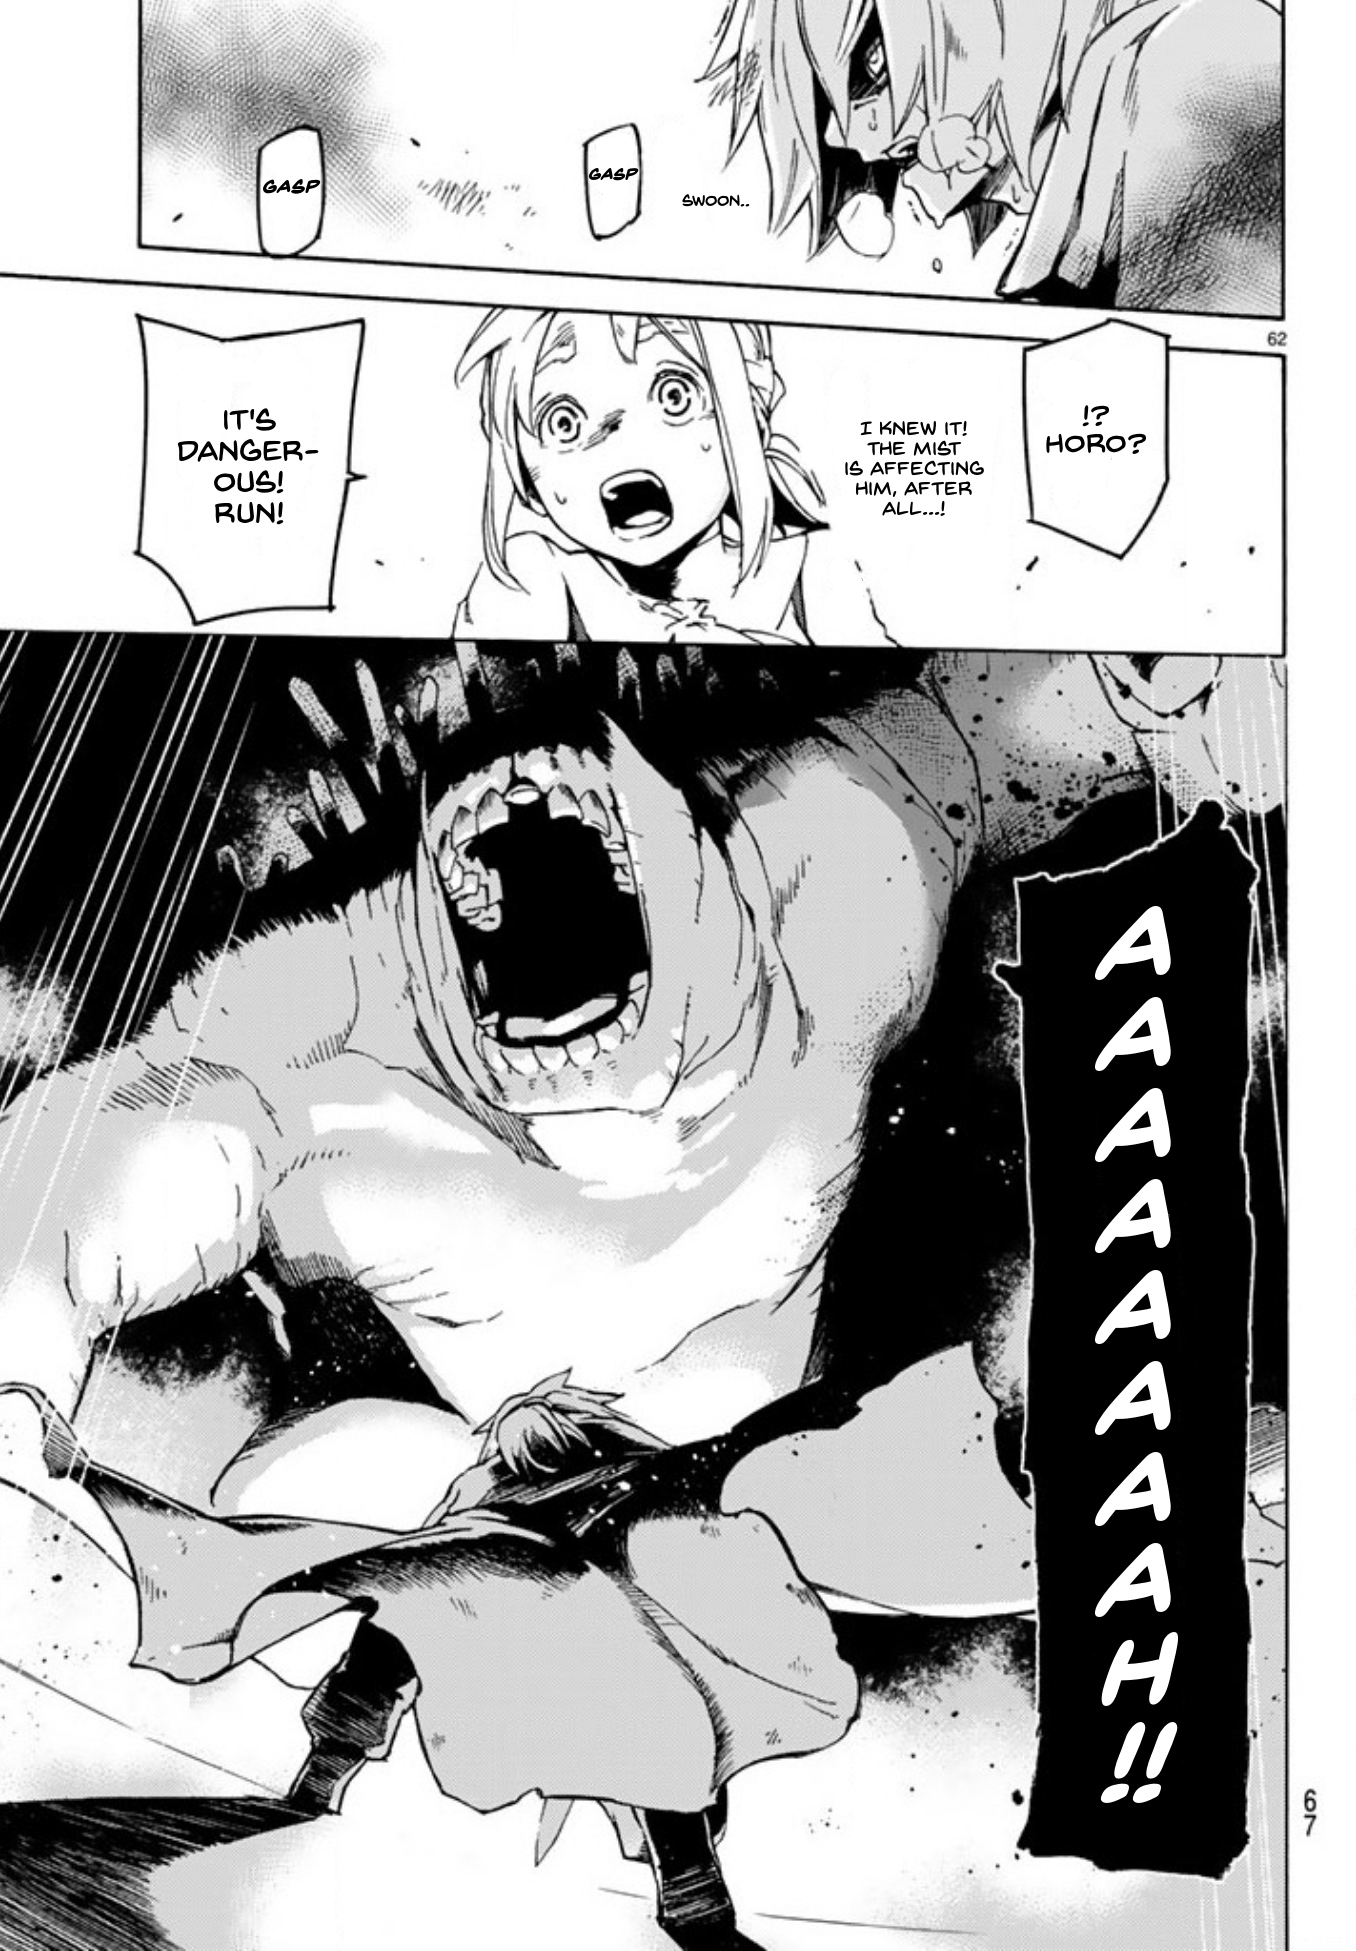 SWOON..
GASP
GASP
62
!?
HORO?
I KNEW IT!
THE MIST
IS AFFECTING
HIM, AFTER
ALL...!
IT'S
DANGER-
OUS!
RUN!
AAAAAAAAH!!
67